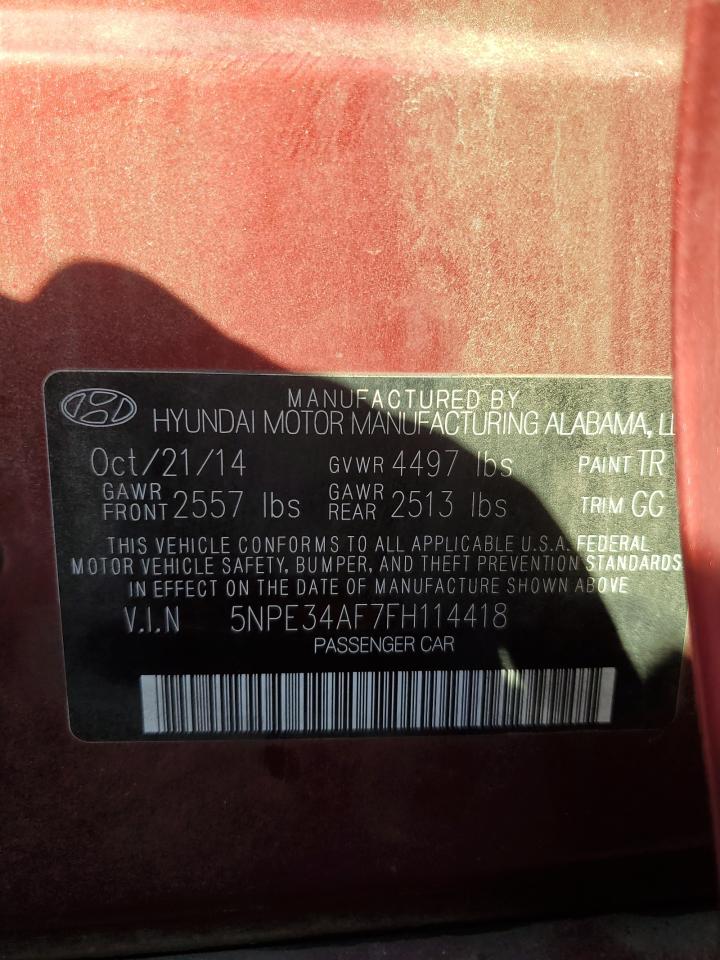 MANUFACTURED BY
HYUNDAI MOTOR MANUFACTURING ALABAMA,
Oct/21/14 GVWR 4497 lbs PAINT TR
GAWR FRONT 2557 lbs GAWR REAR 2513 lbs TRIM GG
THIS VEHICLE CONFORMS TO ALL APPLICABLE U.S.A. FEDERAL
MOTOR VEHICLE SAFETY, BUMPER, AND THEFT PREVENTION STANDARDS
IN EFFECT ON THE DATE OF MANUFACTURE SHOWN ABOVE
V.I.N 5NPE34AF7FH114418
PASSENGER CAR